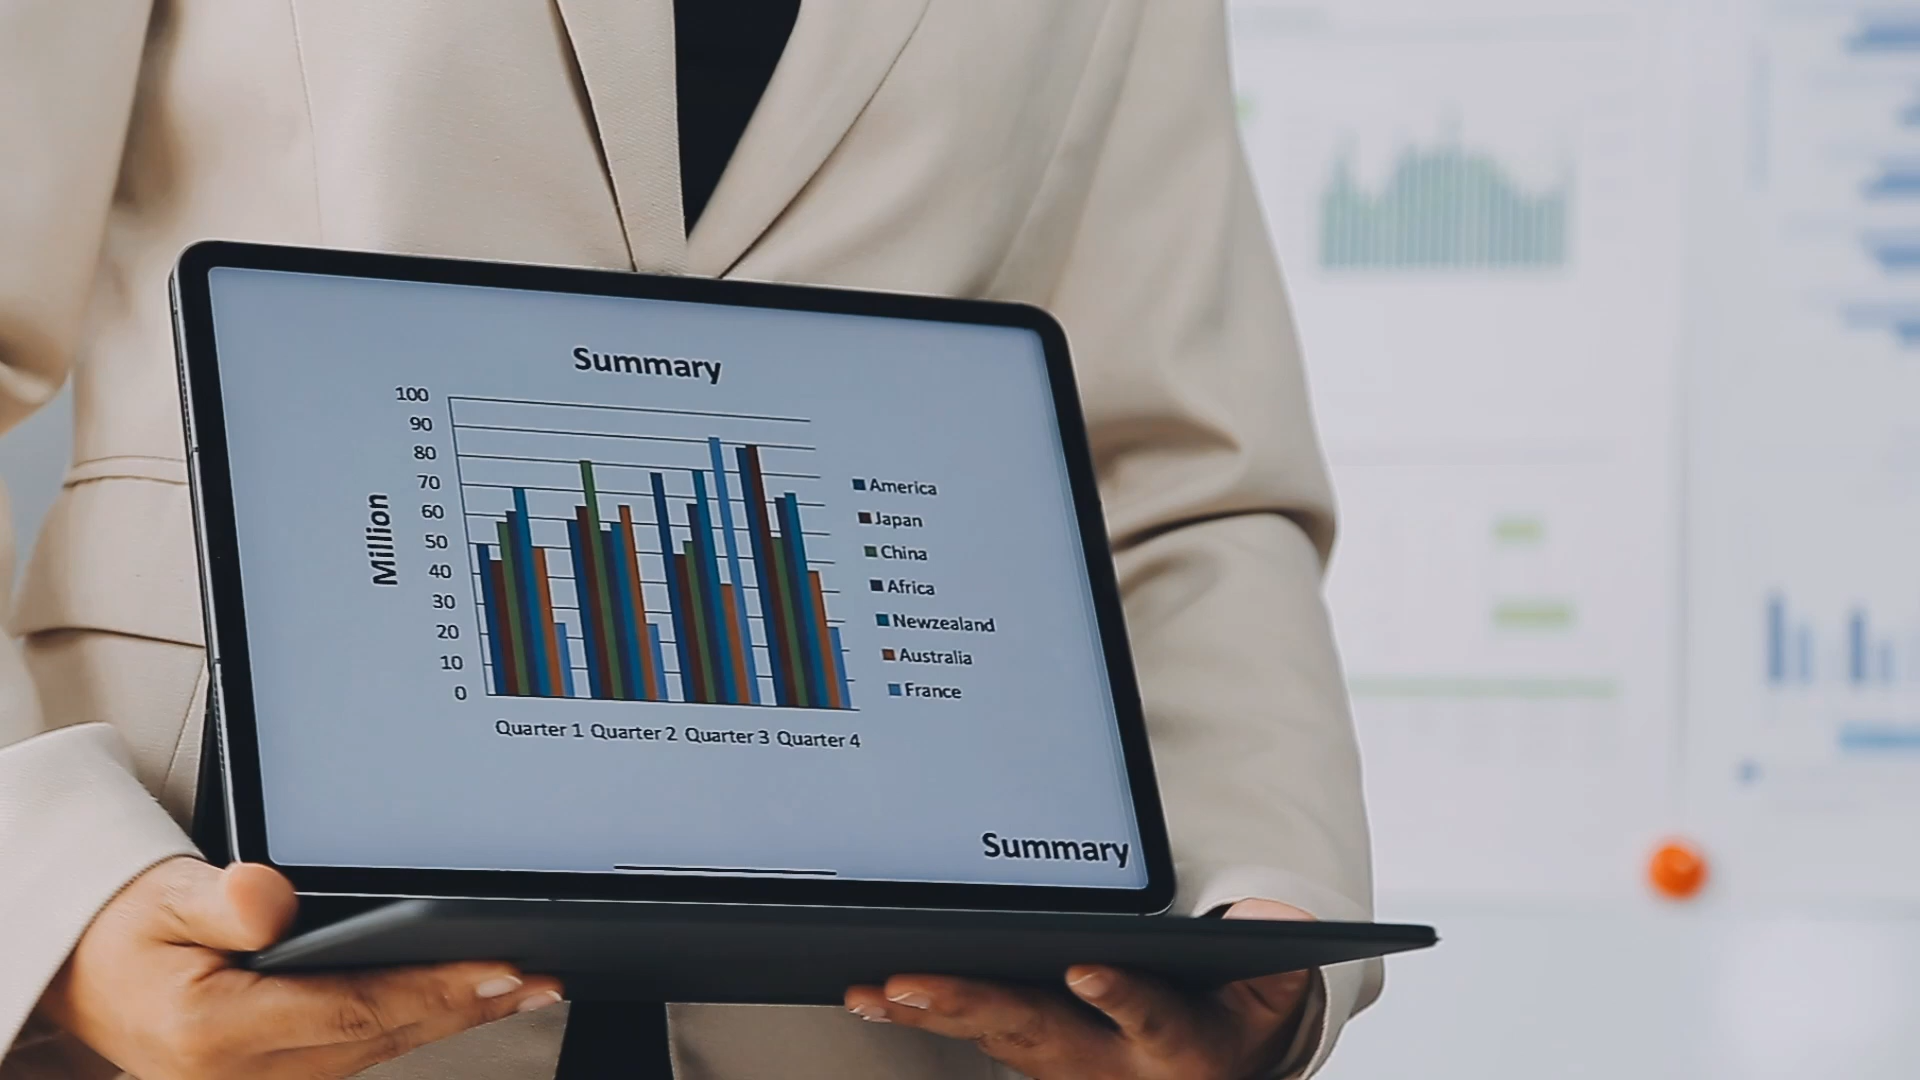 Summary
100
90
80
70
60
50
40
30
20
10
0
Million
America
Japan
China
Africa
Newzealand
Australia
France
Quarter 1 Quarter 2 Quarter 3 Quarter 4
Summary